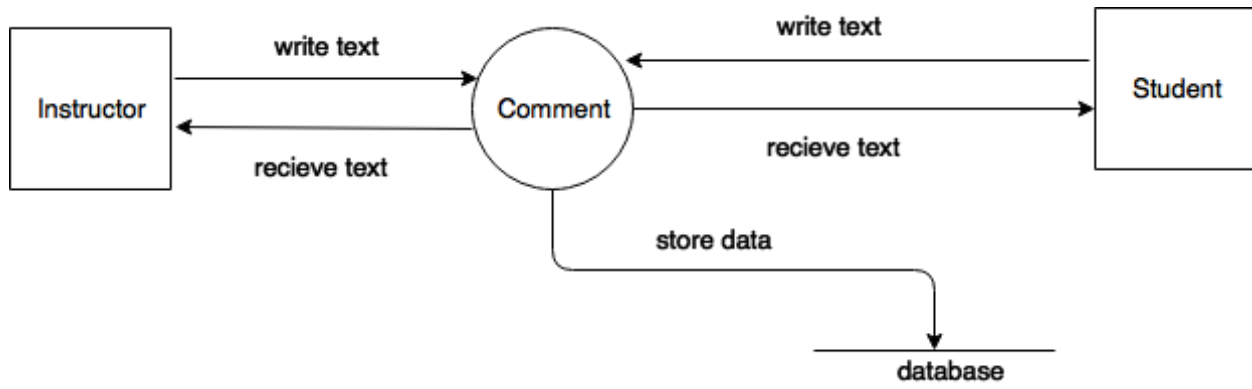 write text
write text
Instructor
Comment
Student
recieve text
recieve text
store data
database